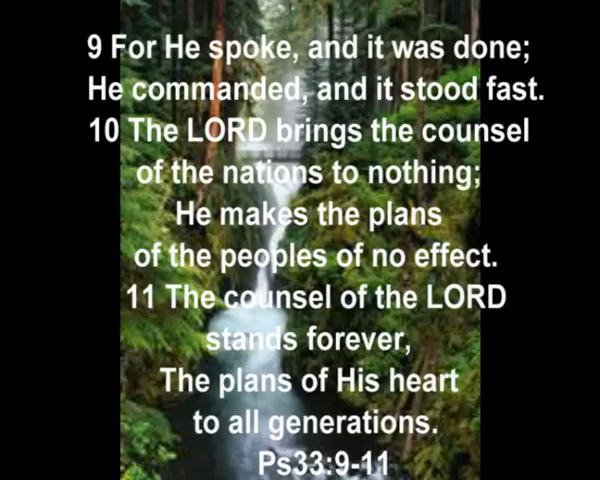 9 For He spoke, and it was done;
He commanded, and it stood fast.
10 The LORD brings the counsel
of the nations to nothing;
He makes the plans
of the peoples of no effect.
11 The counsel of the LORD
stands forever,
The plans of His heart
to all generations.
Ps33:9-11